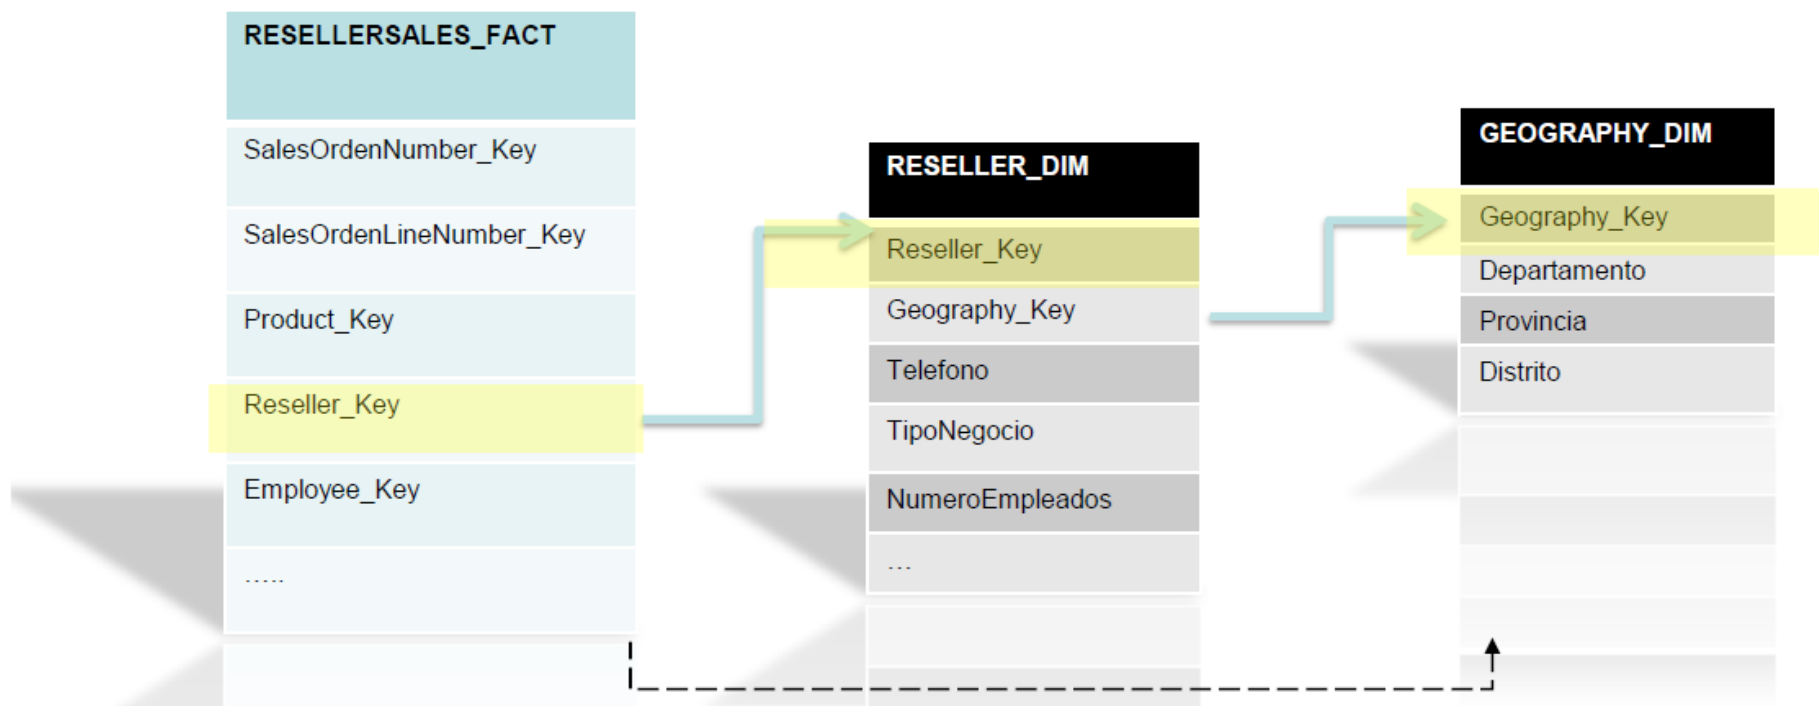 RESELLERSALES_FACT
SalesOrdenNumber_Key
SalesOrdenLineNumber_Key
Product_Key
Reseller_Key
Employee_Key
.....
RESELLER_DIM
Reseller_Key
Geography_Key
Telefono
TipoNegocio
NumeroEmpleados
...
GEOGRAPHY_DIM
Geography_Key
Departamento
Provincia
Distrito